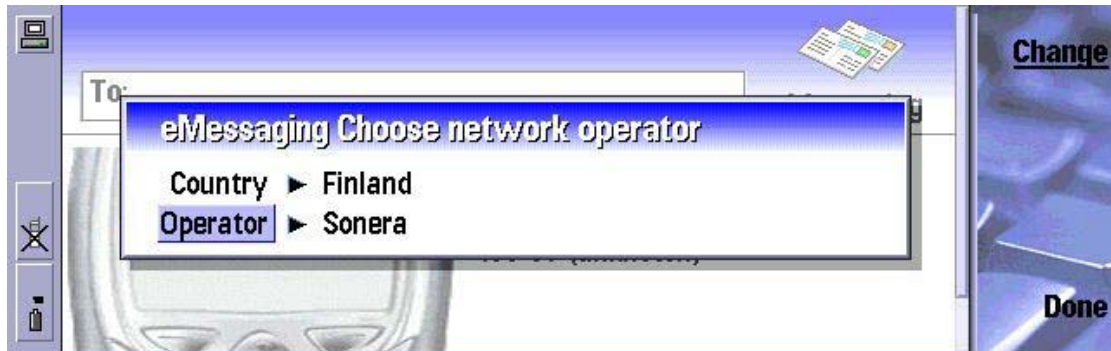 Change
To:
eMessaging Choose network operator
Country ► Finland
Operator ► Sonera
Done